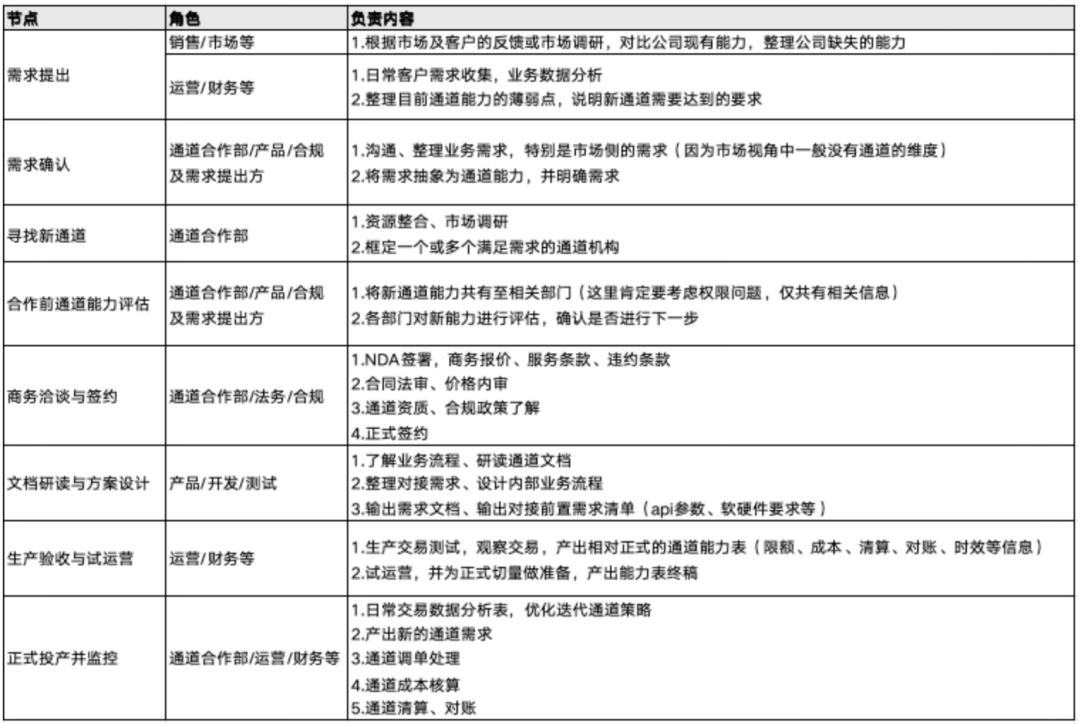 节点 角色 负责内容
需求提出
销售/市场等
1.根据市场及客户的反馈或市场调研，对比公司现有能力，整理公司缺失的能力
运营/财务等
1.日常客户需求收集，业务数据分析
2.整理目前通道能力的薄弱点，说明新通道需要达到的要求
需求确认
通道合作部/产品/合规
及需求提出方
1.沟通、整理业务需求，特别是市场侧的需求（因为市场视角中一般没有通道的维度）
2.将需求抽象为通道能力，并明确需求
寻找新通道
通道合作部
1.资源整合、市场调研
2.框定一个或多个满足需求的通道机构
合作前通道能力评估
通道合作部/产品/合规
及需求提出方
1.将新通道能力共有至相关部门（这里肯定要考虑权限问题，仅共有相关信息）
2.各部门对新能力进行评估，确认是否进行下一步
商务洽谈与签约
通道合作部/法务/合规
1.NDA签署，商务报价、服务条款、违约条款
2.合同法审、价格内审
3.通道资质、合规政策了解
4.正式签约
文档研读与方案设计
产品/开发/测试
1.了解业务流程、研读通道文档
2.整理对接需求、设计内部业务流程
3.输出需求文档、输出对接前置需求清单（api参数、软硬件要求等）
生产验收与试运营
运营/财务等
1.生产交易测试，观察交易，产出相对正式的通道能力表（限额、成本、清算、对账、时效等信息）
2.试运营，并为正式切量做准备，产出能力表终稿
正式投产并监控
通道合作部/运营/财务等
1.日常交易数据分析表，优化迭代通道策略
2.产出新的通道需求
3.通道调单处理
4.通道成本核算
5.通道清算、对账